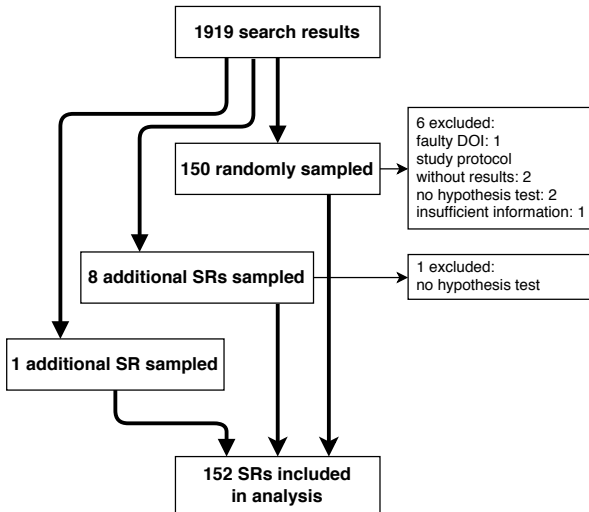 1919 search results
6 excluded:
faulty DOI: 1
study protocol
without results: 2
no hypothesis test: 2
insufficient information: 1
150 randomly sampled
8 additional SRs sampled
1 excluded:
no hypothesis test
1 additional SR sampled
152 SRs included
in analysis